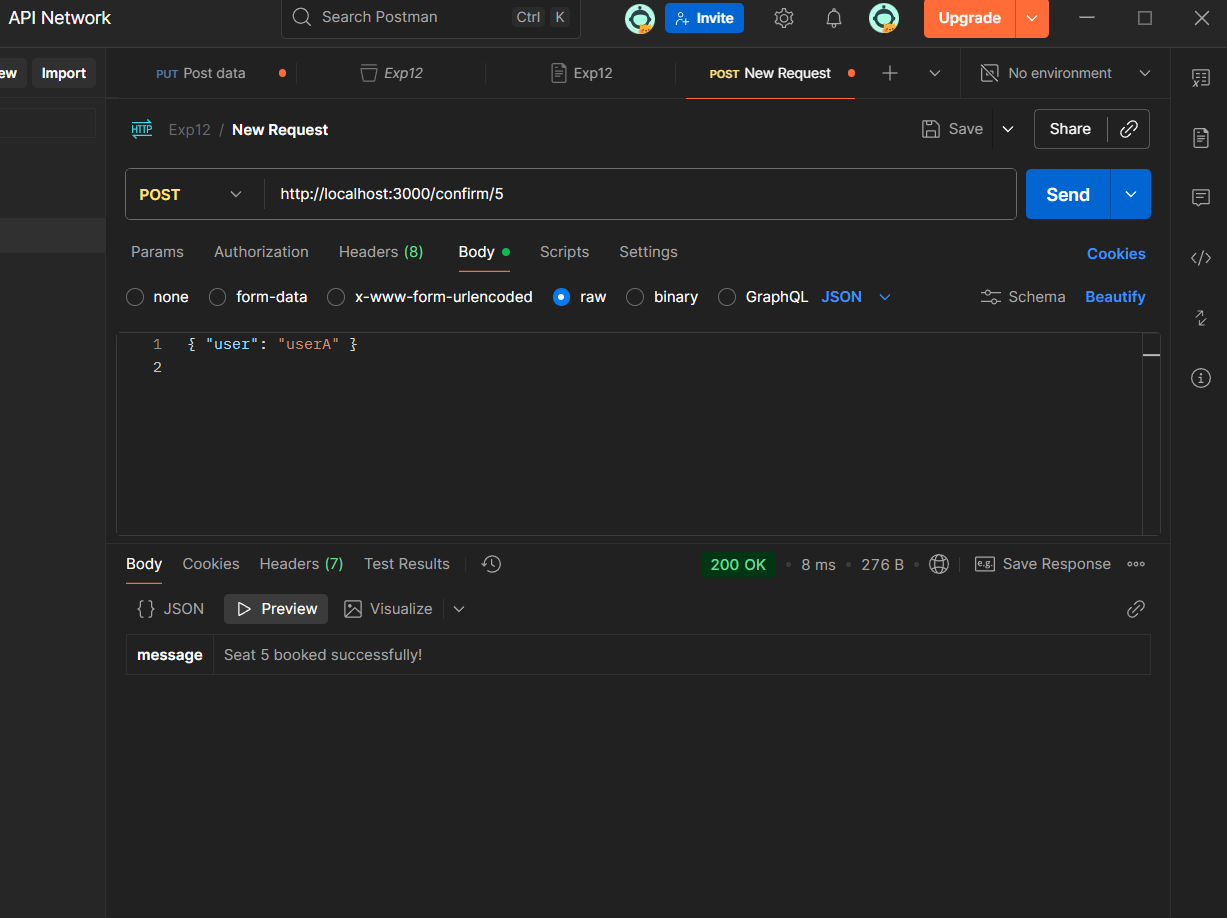 API Network
Search Postman
Ctrl K
Invite
Upgrade
ew
Import
PUT Post data
Exp12
Exp12
POST New Request
No environment
HTTP
Exp12 / New Request
Save
Share
POST
http://localhost:3000/confirm/5
Send
Params
Authorization
Headers (8)
Body
Scripts
Settings
Cookies
none
form-data
x-www-form-urlencoded
raw
binary
GraphQL
JSON
Schema
Beautify
1 { "user": "userA" }
2
Body
Cookies
Headers (7)
Test Results
200 OK
8 ms
276 B
e.g.
Save Response
{} JSON
Preview
Visualize
message Seat 5 booked successfully!